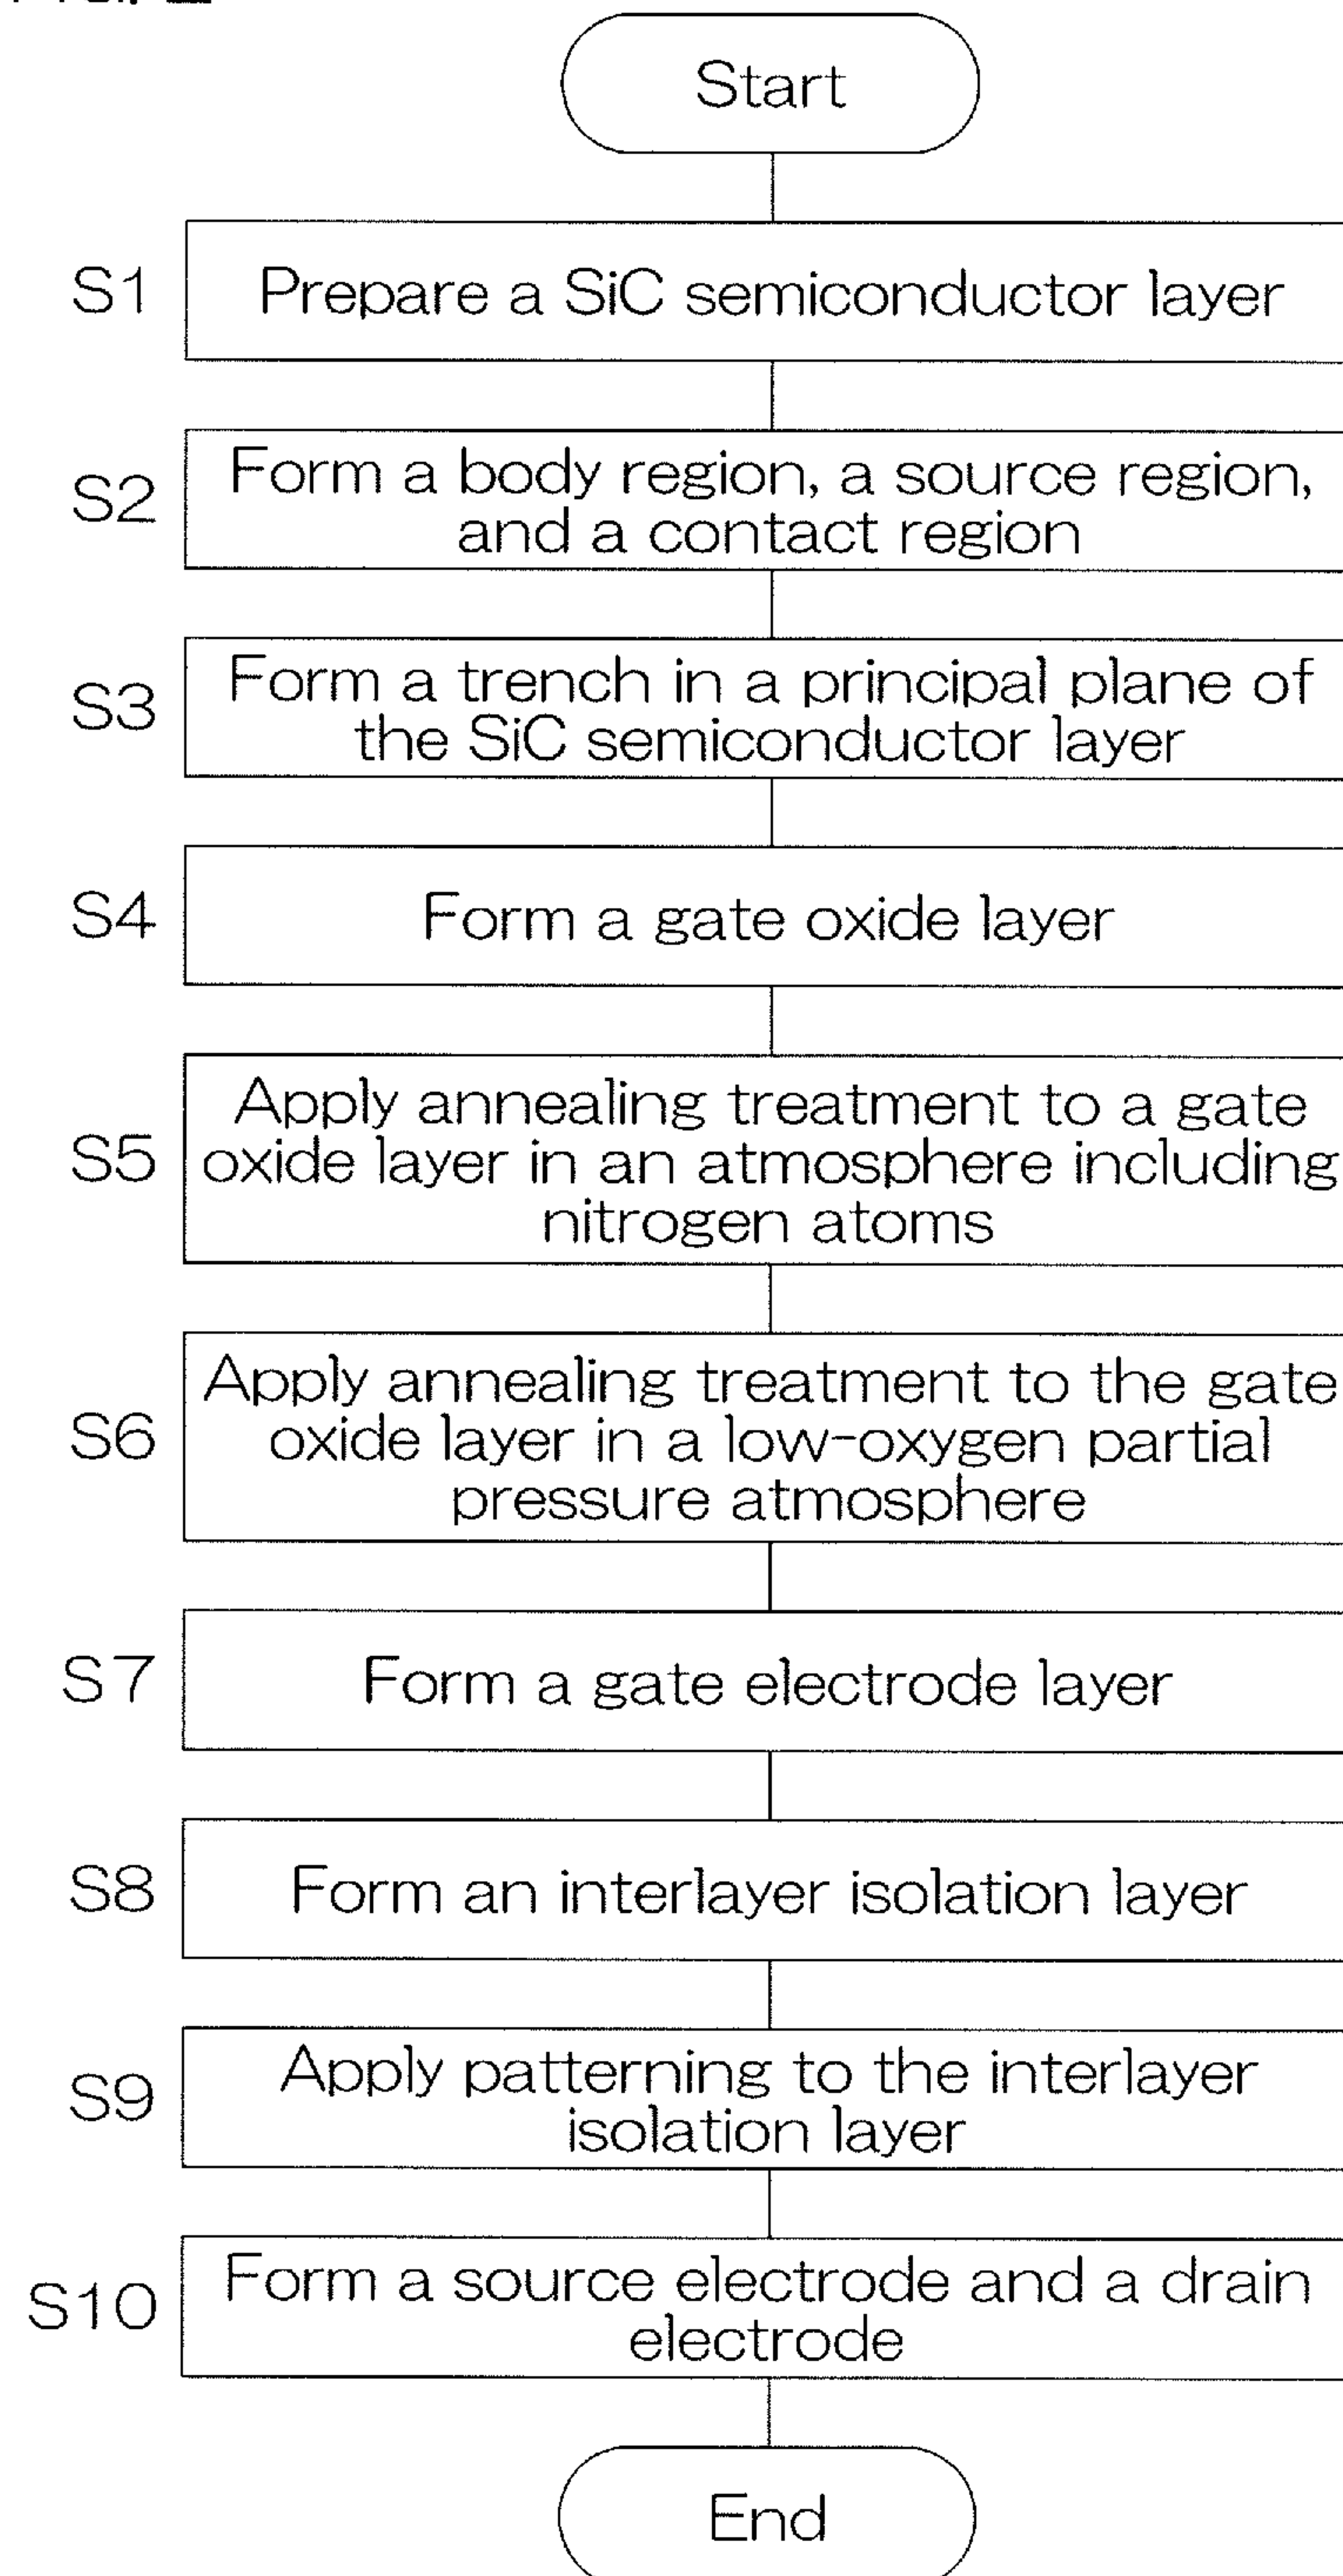 Start
S1 Prepare a SiC semiconductor layer
S2 Form a body region, a source region,
and a contact region
S3 Form a trench in a principal plane of
the SiC semiconductor layer
S4 Form a gate oxide layer
S5 Apply annealing treatment to a gate
oxide layer in an atmosphere including
nitrogen atoms
S6 Apply annealing treatment to the gate
oxide layer in a low-oxygen partial
pressure atmosphere
S7 Form a gate electrode layer
S8 Form an interlayer isolation layer
S9 Apply patterning to the interlayer
isolation layer
S10 Form a source electrode and a drain
electrode
End